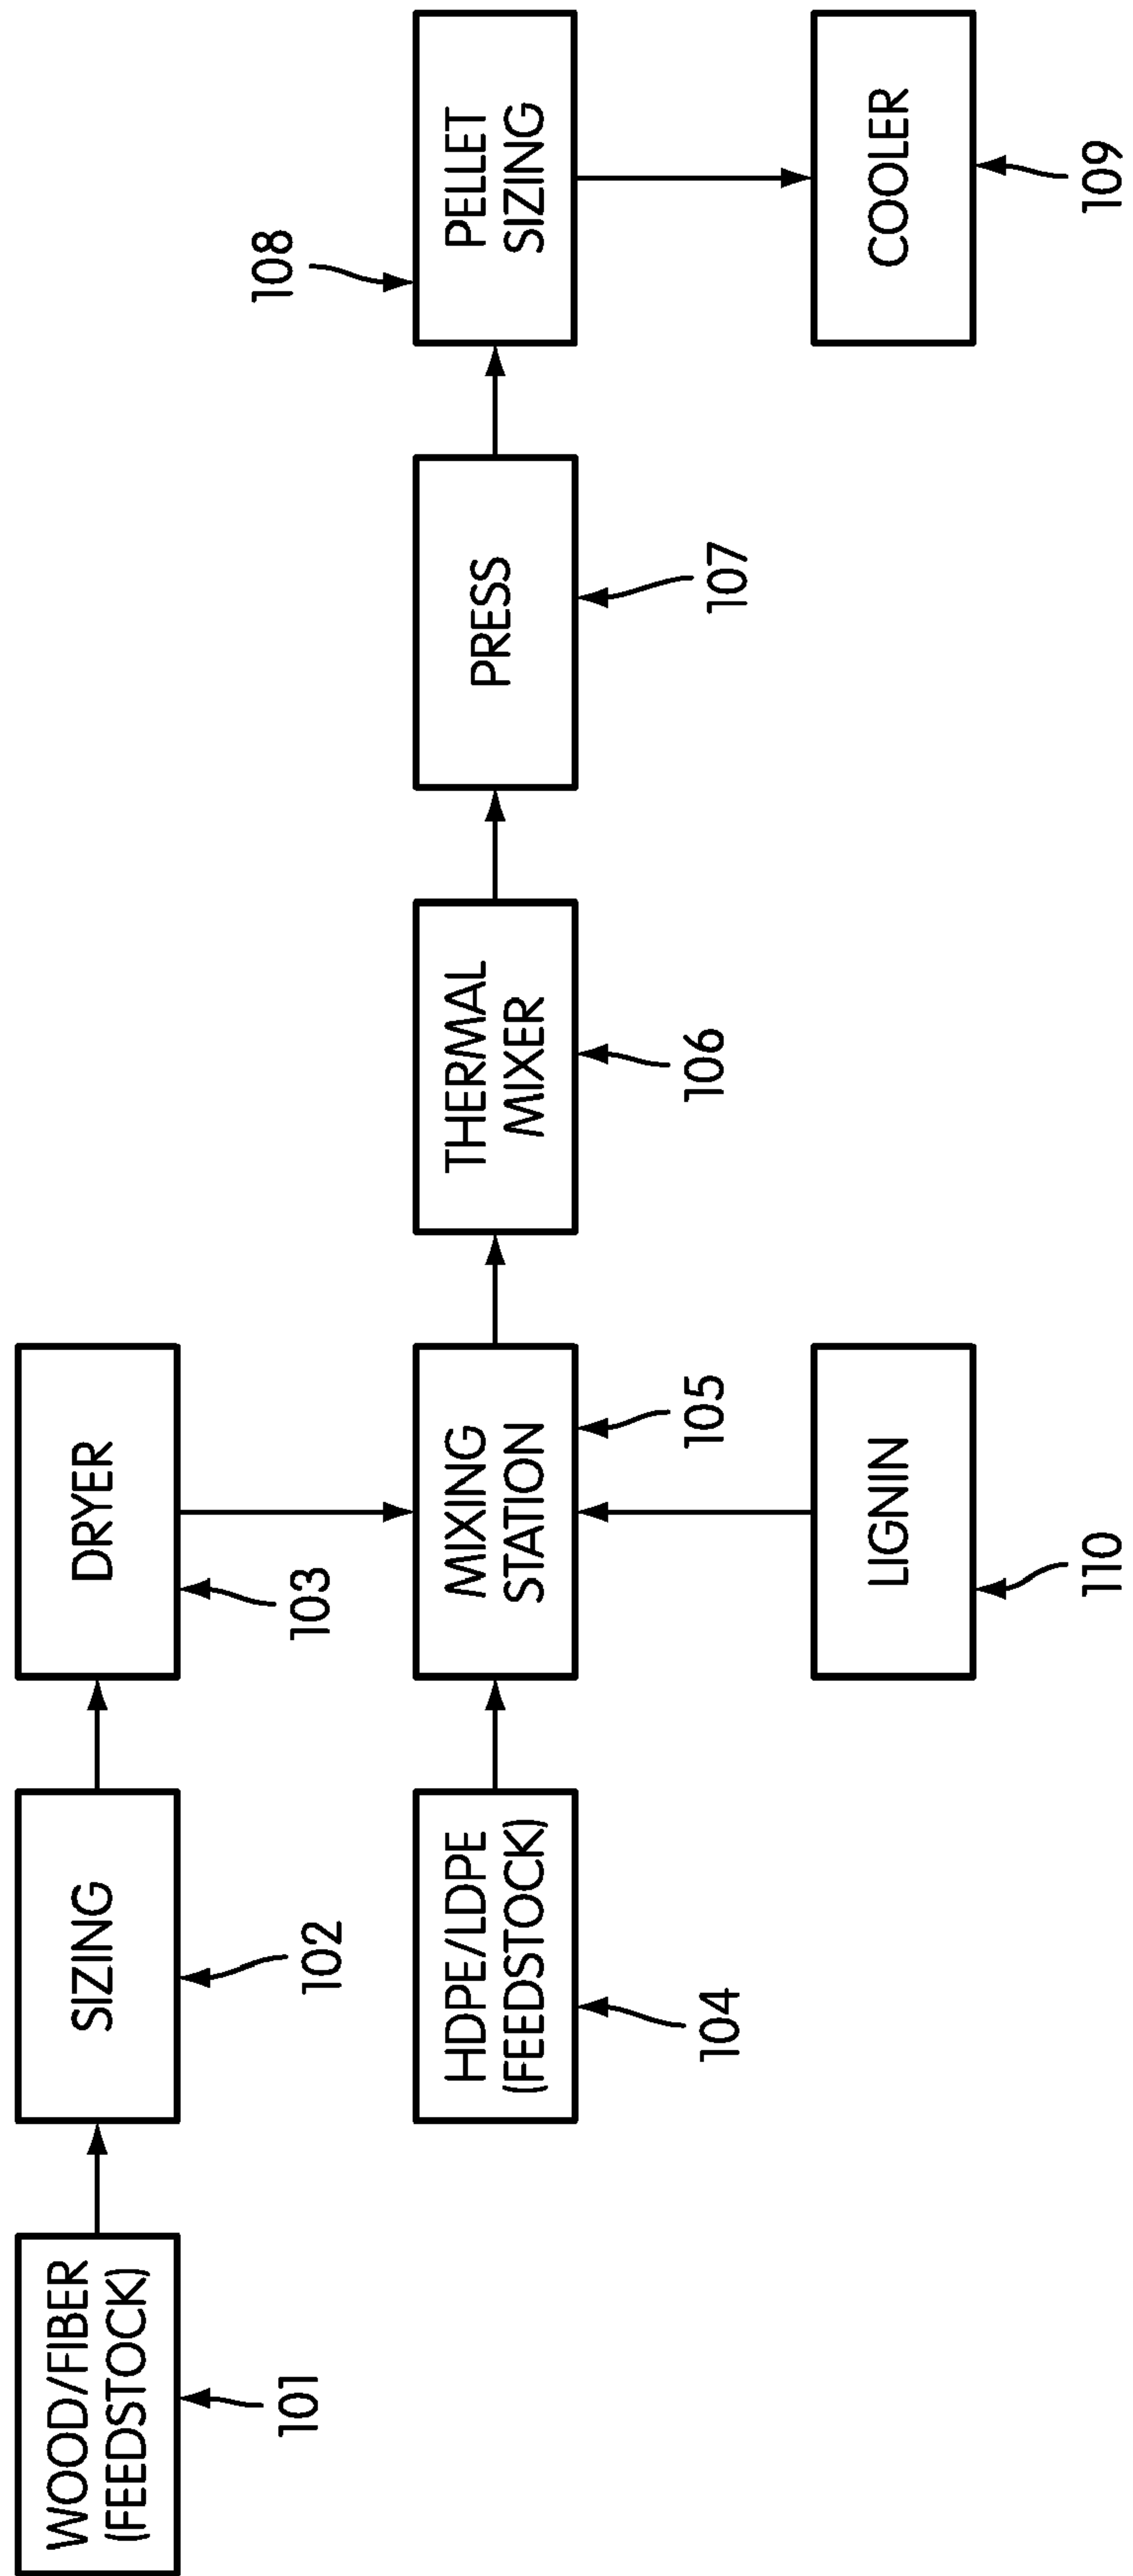 WOOD/FIBER
(FEEDSTOCK)
101
SIZING
102
DRYER
103
HDPE/LDPE
(FEEDSTOCK)
104
MIXING
STATION
105
LIGNIN
110
THERMAL
MIXER
106
PRESS
107
PELLET
SIZING
108
COOLER
109